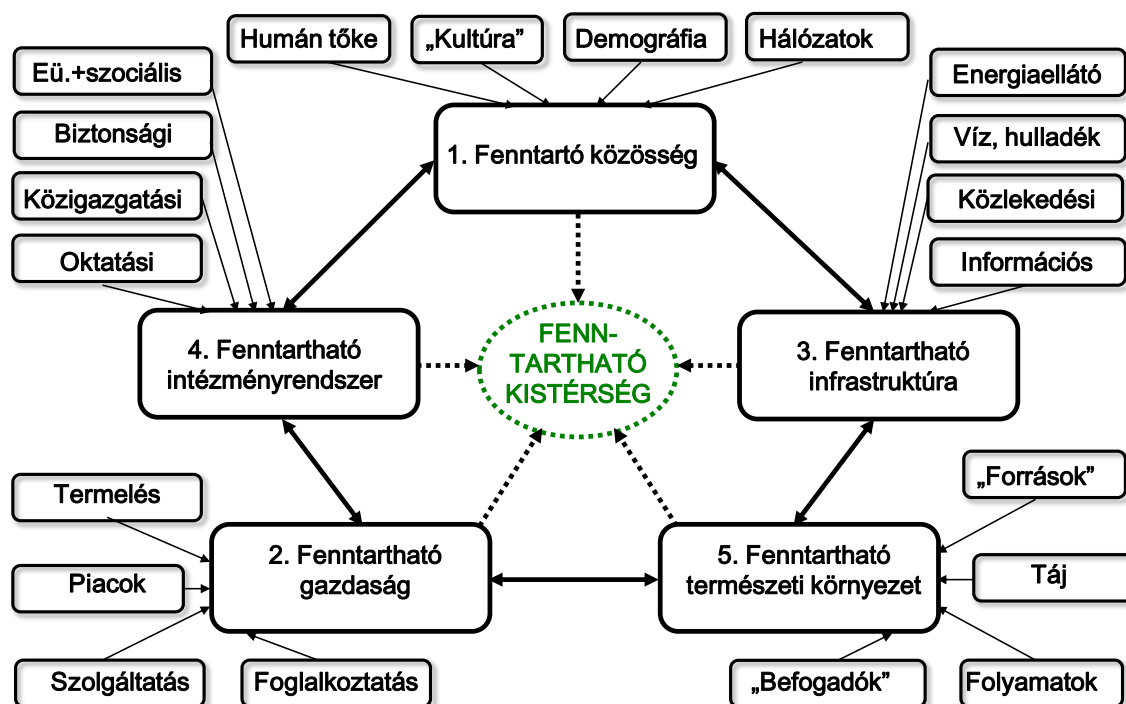 Humán tőke
„Kultúra”
Demográfia
Hálózatok
Eü.+szociális
Biztonsági
Közigazgatási
Oktatási
Energiaellátó
Víz, hulladék
Közlekedési
Információs
1. Fenntartó közösség
4. Fenntartható
intézményrendszer
FENN-
TARTHATÓ
KISTÉRSÉG
3. Fenntartható
infrastruktúra
Termelés
Piacok
Szolgáltatás
Foglalkoztatás
2. Fenntartható
gazdaság
5. Fenntartható
természeti környezet
„Források”
Táj
„Befogadók”
Folyamatok